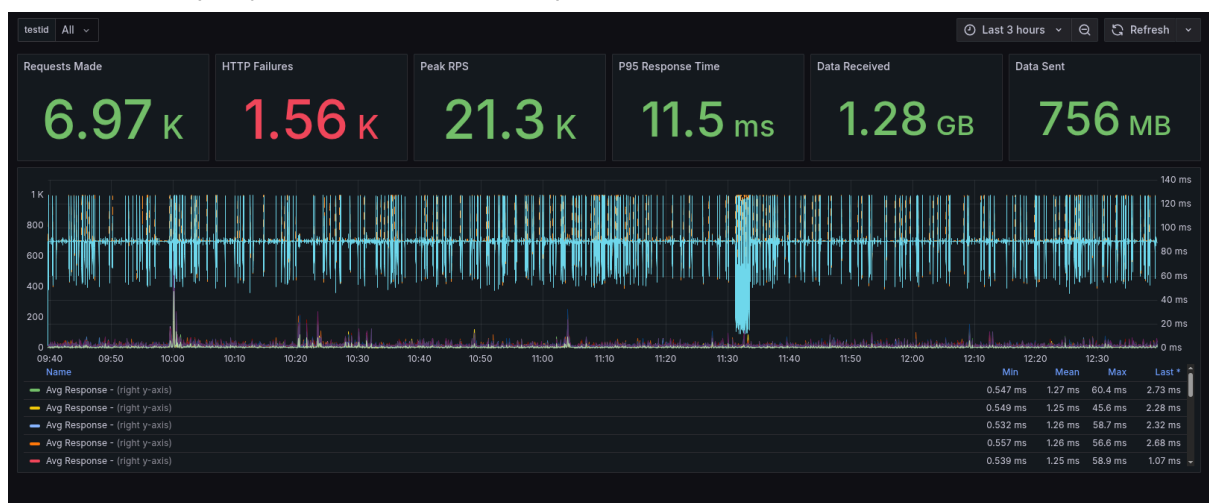 testid All
Last 3 hours Refresh
Requests Made HTTP Failures Peak RPS P95 Response Time Data Received Data Sent
6.97 K 1.56 K 21.3 K 11.5 ms 1.28 GB 756 MB
140 ms
1 K
120 ms
800
100 ms
600
80 ms
60 ms
400
40 ms
200
20 ms
0
0 ms
09:40 09:50 10:00 10:10 10:20 10:30 10:40 10:50 11:00 11:10 11:20 11:30 11:40 11:50 12:00 12:10 12:20 12:30
Name Min Mean Max Last *
Avg Response - (right y-axis) 0.547 ms 1.27 ms 60.4 ms 2.73 ms
Avg Response - (right y-axis) 0.549 ms 1.25 ms 45.6 ms 2.28 ms
Avg Response - (right y-axis) 0.532 ms 1.26 ms 58.7 ms 2.32 ms
Avg Response - (right y-axis) 0.557 ms 1.26 ms 56.6 ms 2.68 ms
Avg Response - (right y-axis) 0.539 ms 1.25 ms 58.9 ms 1.07 ms